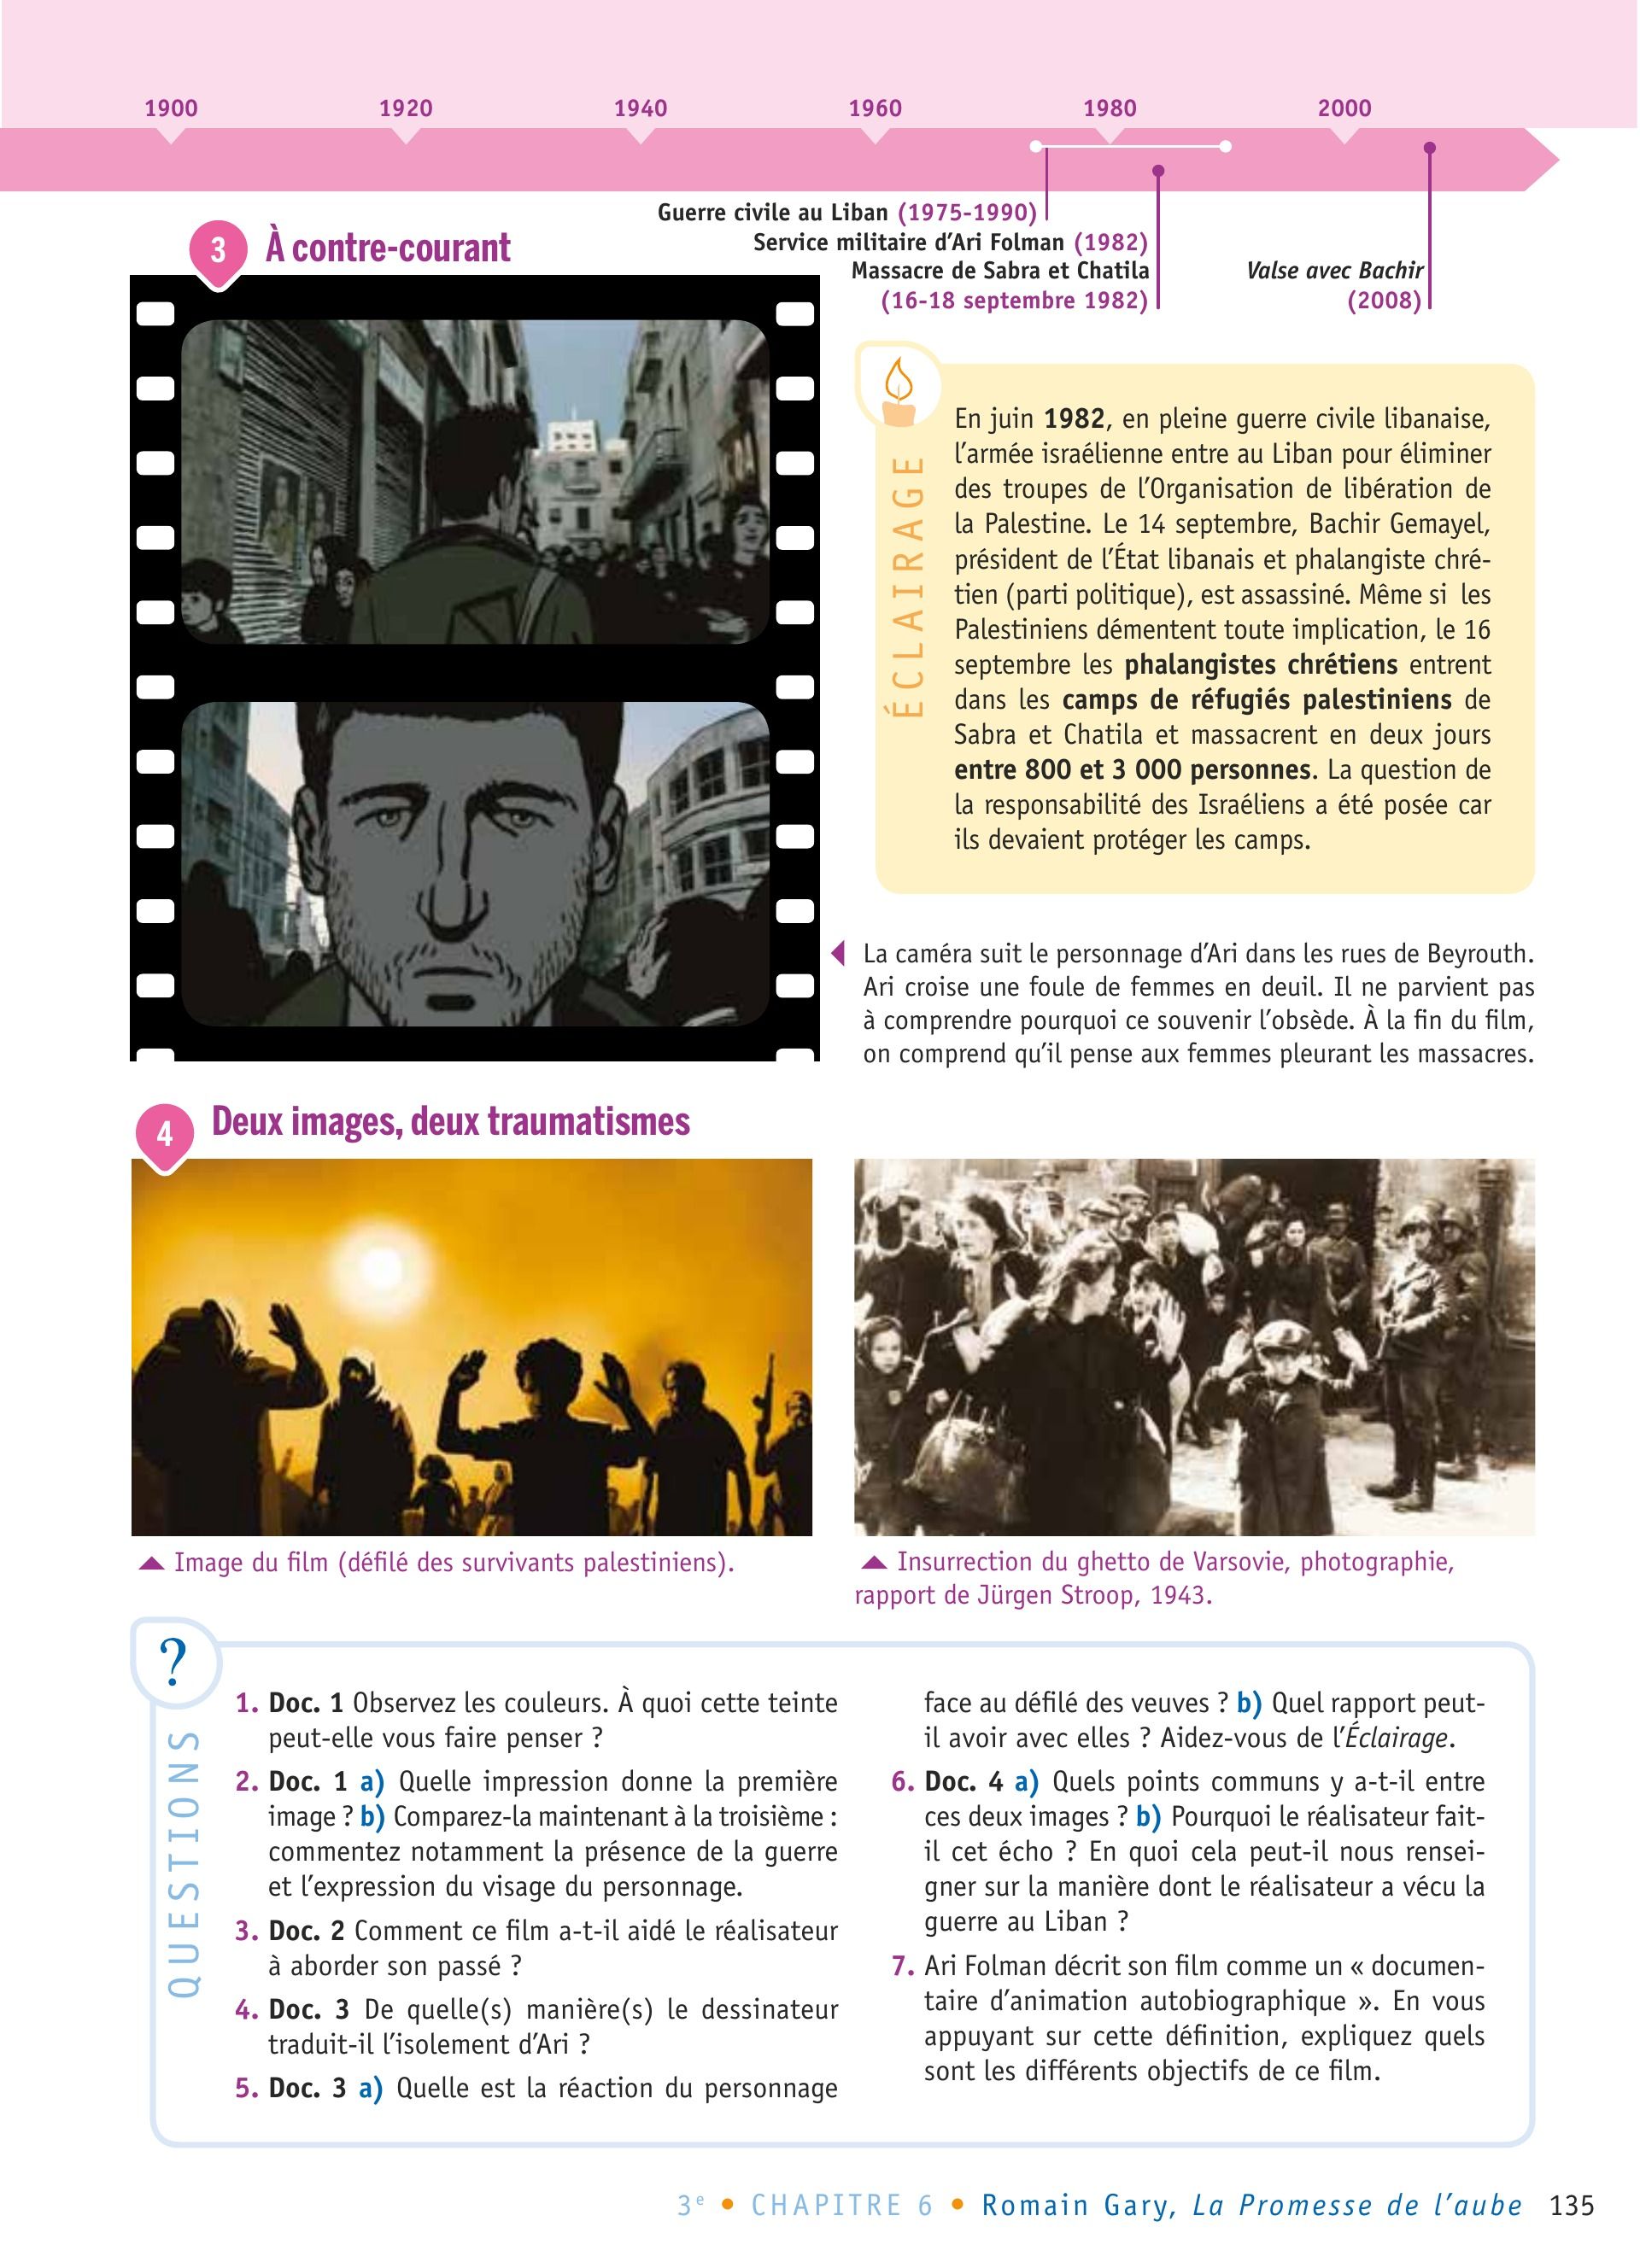 1900 1920 1940 1960 1980 2000
Guerre civile au Liban (1975-1990)
Service militaire d’Ari Folman (1982)
Massacre de Sabra et Chatila
(16-18 septembre 1982)
Valse avec Bachir
(2008)
3 À contre-courant
ÉCLAIRAGE
En juin 1982, en pleine guerre civile libanaise,
l’armée israélienne entre au Liban pour éliminer
des troupes de l’Organisation de libération de
la Palestine. Le 14 septembre, Bachir Gemayel,
président de l’État libanais et phalangiste chré-
tien (parti politique), est assassiné. Même si les
Palestiniens démentent toute implication, le 16
septembre les phalangistes chrétiens entrent
dans les camps de réfugiés palestiniens de
Sabra et Chatila et massacrent en deux jours
entre 800 et 3 000 personnes. La question de
la responsabilité des Israéliens a été posée car
ils devaient protéger les camps.
La caméra suit le personnage d’Ari dans les rues de Beyrouth.
Ari croise une foule de femmes en deuil. Il ne parvient pas
à comprendre pourquoi ce souvenir l’obsède. À la fin du film,
on comprend qu’il pense aux femmes pleurant les massacres.
4 Deux images, deux traumatismes
Image du film (défilé des survivants palestiniens).
Insurrection du ghetto de Varsovie, photographie,
rapport de Jürgen Stroop, 1943.
?
QUESTIONS
1. Doc. 1 Observez les couleurs. À quoi cette teinte
peut-elle vous faire penser ?
2. Doc. 1 a) Quelle impression donne la première
image ? b) Comparez-la maintenant à la troisième :
commentez notamment la présence de la guerre
et l’expression du visage du personnage.
3. Doc. 2 Comment ce film a-t-il aidé le réalisateur
à aborder son passé ?
4. Doc. 3 De quelle(s) manière(s) le dessinateur
traduit-il l’isolement d’Ari ?
5. Doc. 3 a) Quelle est la réaction du personnage
face au défilé des veuves ? b) Quel rapport peut-
il avoir avec elles ? Aidez-vous de l’Éclairage.
6. Doc. 4 a) Quels points communs y a-t-il entre
ces deux images ? b) Pourquoi le réalisateur fait-
il cet écho ? En quoi cela peut-il nous rensei-
gner sur la manière dont le réalisateur a vécu la
guerre au Liban ?
7. Ari Folman décrit son film comme un « documen-
taire d’animation autobiographique ». En vous
appuyant sur cette définition, expliquez quels
sont les différents objectifs de ce film.
3e • CHAPITRE 6 • Romain Gary, La Promesse de l’aube 135